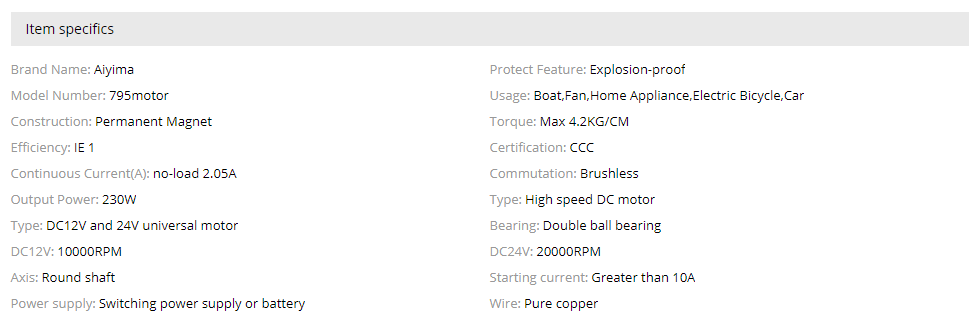 Item specifics
Brand Name: Aiyima
Protect Feature: Explosion-proof
Model Number: 795motor
Usage: Boat,Fan,Home Appliance,Electric Bicycle,Car
Construction: Permanent Magnet
Torque: Max 4.2KG/CM
Efficiency: IE 1
Certification: CCC
Continuous Current(A): no-load 2.05A
Commutation: Brushless
Output Power: 230W
Type: High speed DC motor
Type: DC12V and 24V universal motor
Bearing: Double ball bearing
DC12V: 10000RPM
DC24V: 20000RPM
Axis: Round shaft
Starting current: Greater than 10A
Power supply: Switching power supply or battery
Wire: Pure copper